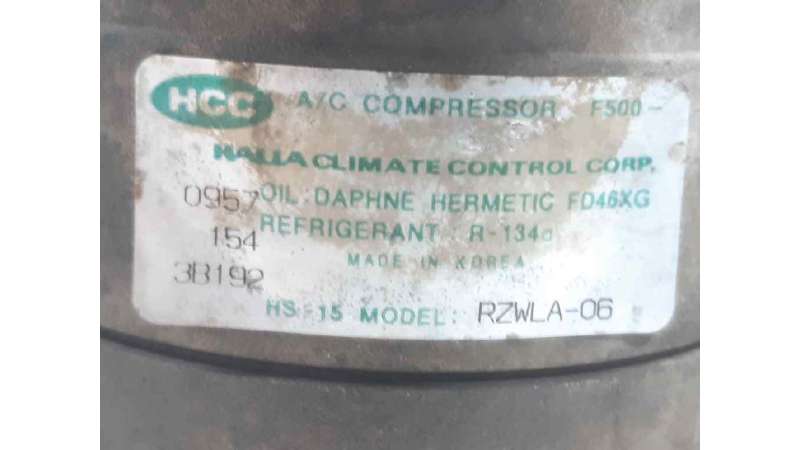 HCC A/C COMPRESSOR F500-
HALLA CLIMATE CONTROL CORP.
0957 OIL: DAPHNE HERMETIC FD46XG
154 REFRIGERANT : R-134a
MADE IN KOREA
3B192
HS-15 MODEL: RZWLA-06